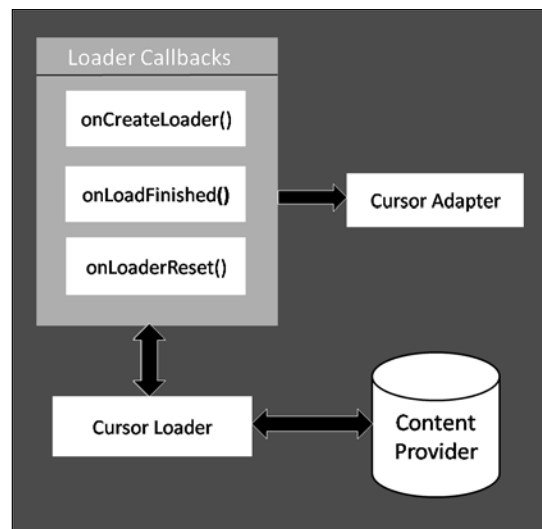 Loader Callbacks
onCreateLoader()
onLoadFinished()
Cursor Adapter
onLoaderReset()
Cursor Loader
Content
Provider